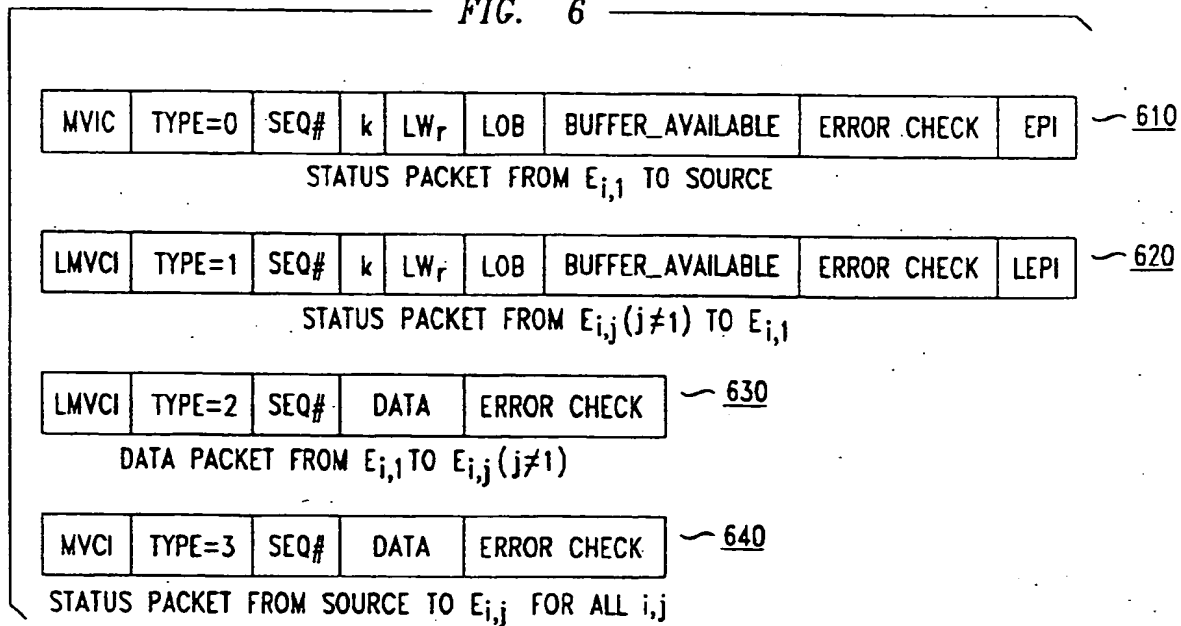 FIG. 6
MVIC TYPE=0 SEQ# k LWr LOB BUFFER_AVAILABLE ERROR CHECK EPI 610
STATUS PACKET FROM Ei,1 TO SOURCE
LMVCI TYPE=1 SEQ# k LWr LOB BUFFER_AVAILABLE ERROR CHECK LEPI 620
STATUS PACKET FROM Ei,j(j≠1) TO Ei,1
LMVCI TYPE=2 SEQ# DATA ERROR CHECK 630
DATA PACKET FROM Ei,1 TO Ei,j(j≠1)
MVCI TYPE=3 SEQ# DATA ERROR CHECK 640
STATUS PACKET FROM SOURCE TO Ei,j FOR ALL i,j